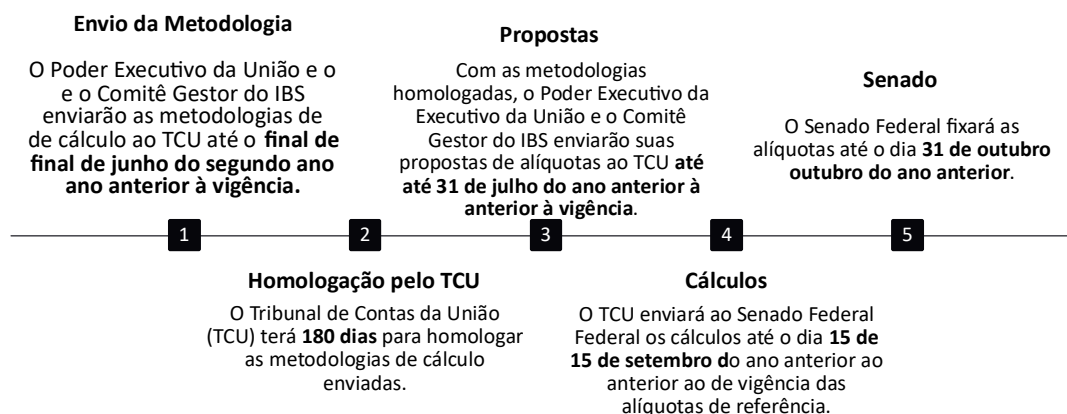 Envio da Metodologia
O Poder Executivo da União e o
e o Comitê Gestor do IBS
enviarão as metodologias de
de cálculo ao TCU até o final de
final de junho do segundo ano
ano anterior à vigência.
1
Homologação pelo TCU
O Tribunal de Contas da União
(TCU) terá 180 dias para homologar
as metodologias de cálculo
enviadas.
2
Propostas
Com as metodologias
homologadas, o Poder Executivo da
Executivo da União e o Comitê
Gestor do IBS enviarão suas
propostas de alíquotas ao TCU até
até 31 de julho do ano anterior à
anterior à vigência.
3
Cálculos
O TCU enviará ao Senado Federal
Federal os cálculos até o dia 15 de
15 de setembro do ano anterior ao
anterior ao de vigência das
alíquotas de referência.
4
Senado
O Senado Federal fixará as
alíquotas até o dia 31 de outubro
outubro do ano anterior.
5